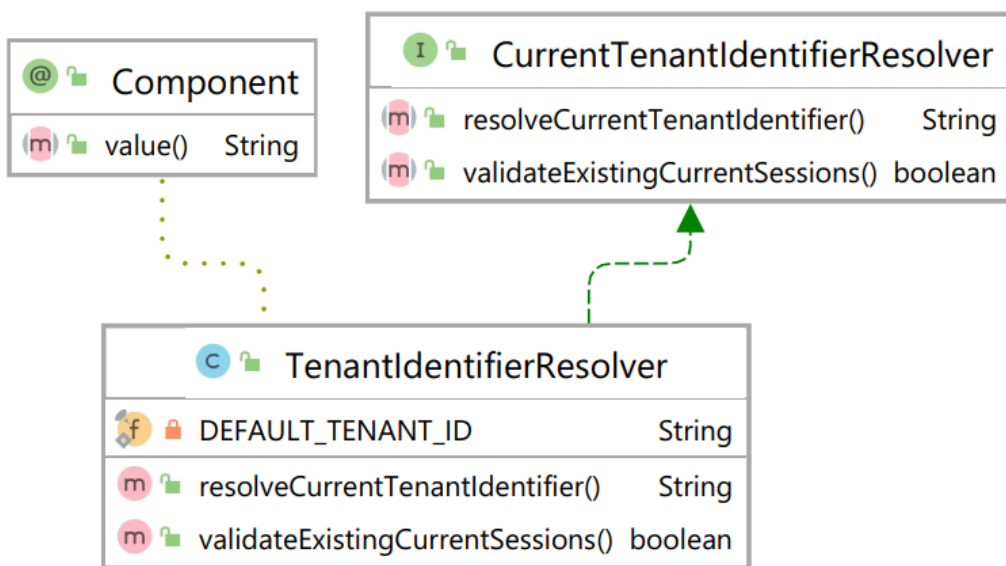 @ Component
m value() String
I CurrentTenantIdentifierResolver
m resolveCurrentTenantIdentifier() String
m validateExistingCurrentSessions() boolean
C TenantIdentifierResolver
f DEFAULT_TENANT_ID String
m resolveCurrentTenantIdentifier() String
m validateExistingCurrentSessions() boolean